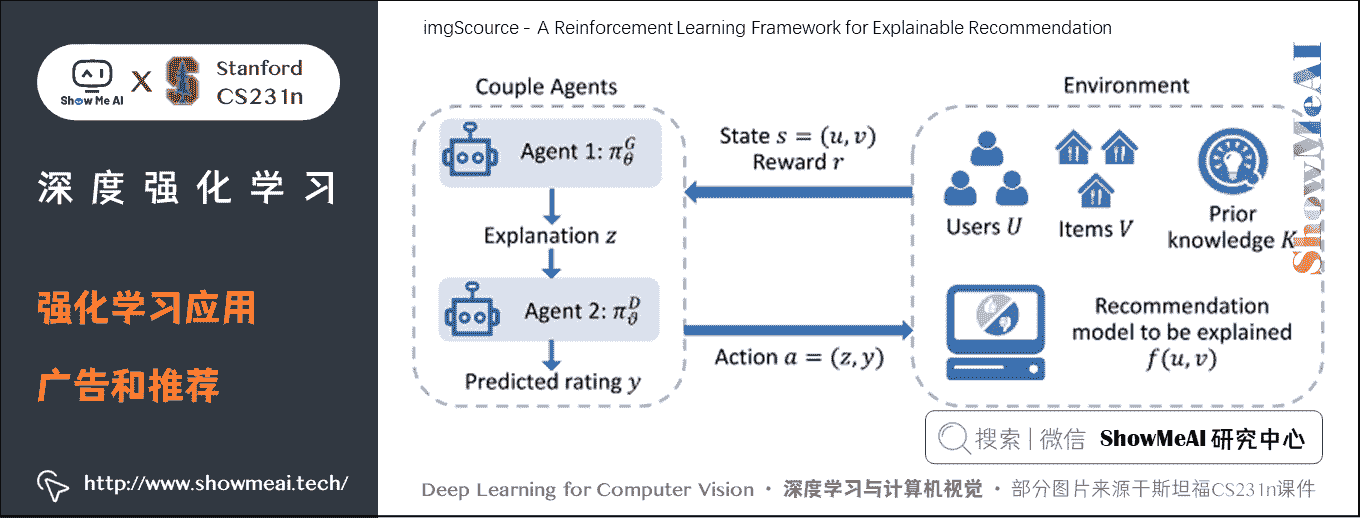 Show Me AI
X
Stanford
CS231n
深度强化学习
强化学习应用
广告和推荐
http://www.showmeai.tech/
imgScource - A Reinforcement Learning Framework for Explainable Recommendation
Couple Agents
Agent 1: π_θ^G
Explanation z
Agent 2: π_ϑ^D
Predicted rating y
State s = (u, v)
Reward r
Action a = (z, y)
Environment
Users U
Items V
Prior
knowledge K
Recommendation
model to be explained
f(u, v)
ShowMeAI
搜索 | 微信 ShowMeAI 研究中心
Deep Learning for Computer Vision · 深度学习与计算机视觉 · 部分图片来源于斯坦福CS231n课件